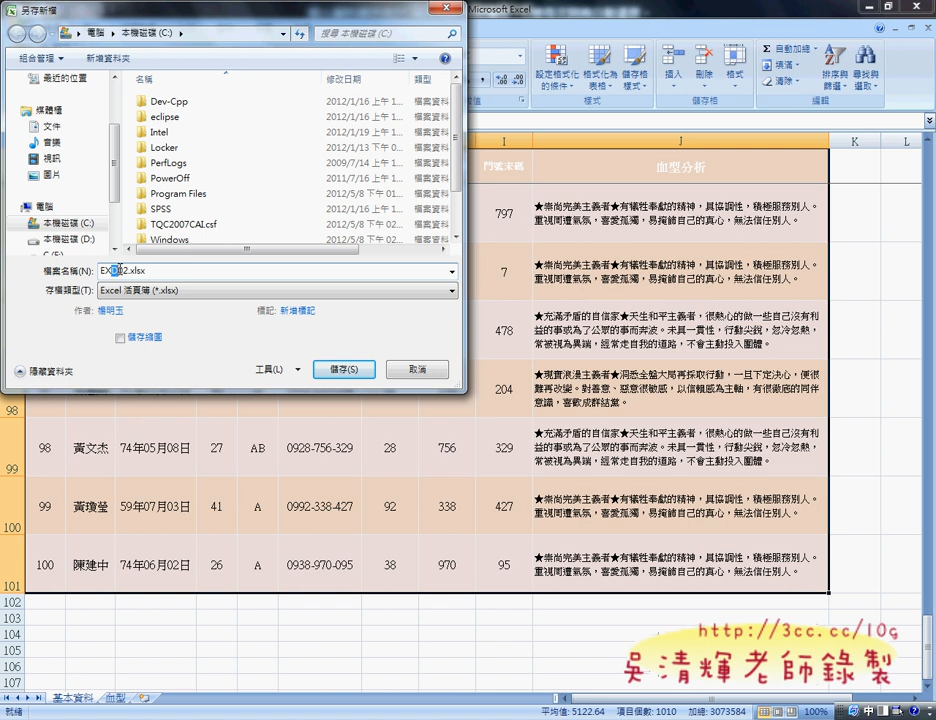 另存新檔
Microsoft Excel
電腦 本機磁碟 (C:)
搜尋 本機磁碟 (C:)
組合管理 新增資料夾
最近的位置
媒體櫃
文件
音樂
視訊
圖片
電腦
本機磁碟 (C:)
本機磁碟 (D:)
名稱 修改日期 類型
Dev-Cpp 2012/1/16 上午 1... 檔案資料
eclipse 2012/1/16 上午 1... 檔案資料
Intel 2012/1/19 上午 1... 檔案資料
Locker 2012/1/13 下午 0... 檔案資料
PerfLogs 2009/7/14 上午 1... 檔案資料
PowerOff 2011/7/16 上午 1... 檔案資料
Program Files 2012/5/8 下午 01... 檔案資料
SPSS 2012/1/16 上午 1... 檔案資料
TQC2007CAI.csf 2012/5/8 下午 02... 檔案資料
Windows 2012/5/8 下午 02... 檔案資料
檔案名稱(N):
存檔類型(T): Excel 活頁簿 (*.xlsx)
作者: 楊明玉 標記: 新增標記
儲存縮圖
隱藏資料夾 工具(L) 儲存(S) 取消
設定格式化的條件 格式化為表格 儲存格樣式
插入 刪除 格式
Σ 自動加總
填滿
清除
排序與篩選 尋找與選取
樣式 儲存格 編輯
I J K L
門號末碼 血型分析
797 ★崇尚完美主義者★有犧牲奉獻的精神，具協調性，積極服務別人。
重視周遭氣氛，喜愛孤獨，易掩飾自己的真心，無法信任別人。
7 ★崇尚完美主義者★有犧牲奉獻的精神，具協調性，積極服務別人。
重視周遭氣氛，喜愛孤獨，易掩飾自己的真心，無法信任別人。
478 ★充滿矛盾的自信家★天生和平主義者，很熱心的做一些自己沒有利
益的事或為了公眾的事而奔波。未具一貫性，行動尖銳，忽冷忽熱，
常被視為異端，經常走自我的道路，不會主動投入團體。
204 ★現實浪漫主義者★洞悉全盤大局再採取行動，一旦下定決心，便很
難再改變。對善意、惡意很敏感，以信賴感為主軸，有很徹底的同伴
意識，喜歡成群結黨。
98
99 98 黃文杰 74年05月08日 27 AB 0928-756-329 28 756 329 ★充滿矛盾的自信家★天生和平主義者，很熱心的做一些自己沒有利
益的事或為了公眾的事而奔波。未具一貫性，行動尖銳，忽冷忽熱，
常被視為異端，經常走自我的道路，不會主動投入團體。
100 99 黃瓊瑩 59年07月03日 41 A 0992-338-427 92 338 427 ★崇尚完美主義者★有犧牲奉獻的精神，具協調性，積極服務別人。
重視周遭氣氛，喜愛孤獨，易掩飾自己的真心，無法信任別人。
101 100 陳建中 74年06月02日 26 A 0938-970-095 38 970 95 ★崇尚完美主義者★有犧牲奉獻的精神，具協調性，積極服務別人。
重視周遭氣氛，喜愛孤獨，易掩飾自己的真心，無法信任別人。
102
103
104
105
106
107
http://3cc.cc/10g
吳清輝老師錄製
基本資料 血型
就緒 平均值: 5122.64 項目個數: 1010 加總: 3073584 100% 中